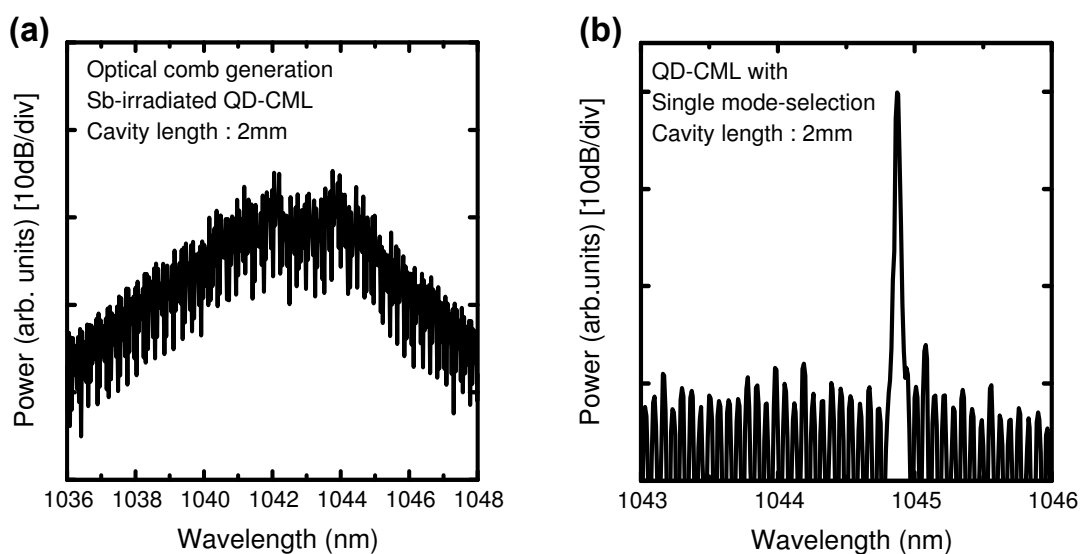 (a)
Optical comb generation
Sb-irradiated QD-CML
Cavity length : 2mm
Power (arb. units) [10dB/div]
1036 1038 1040 1042 1044 1046 1048
Wavelength (nm)
(b)
QD-CML with
Single mode-selection
Cavity length : 2mm
Power (arb.units) [10dB/div]
1043 1044 1045 1046
Wavelength (nm)